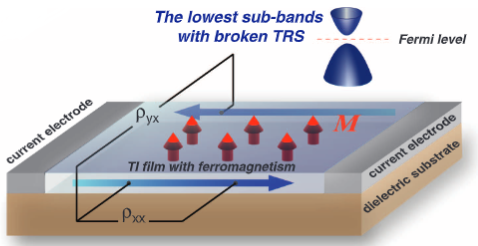 The lowest sub-bands
with broken TRS
Fermi level
current electrode
ρyx
M
current electrode
TI film with ferromagnetism
dielectric substrate
ρxx